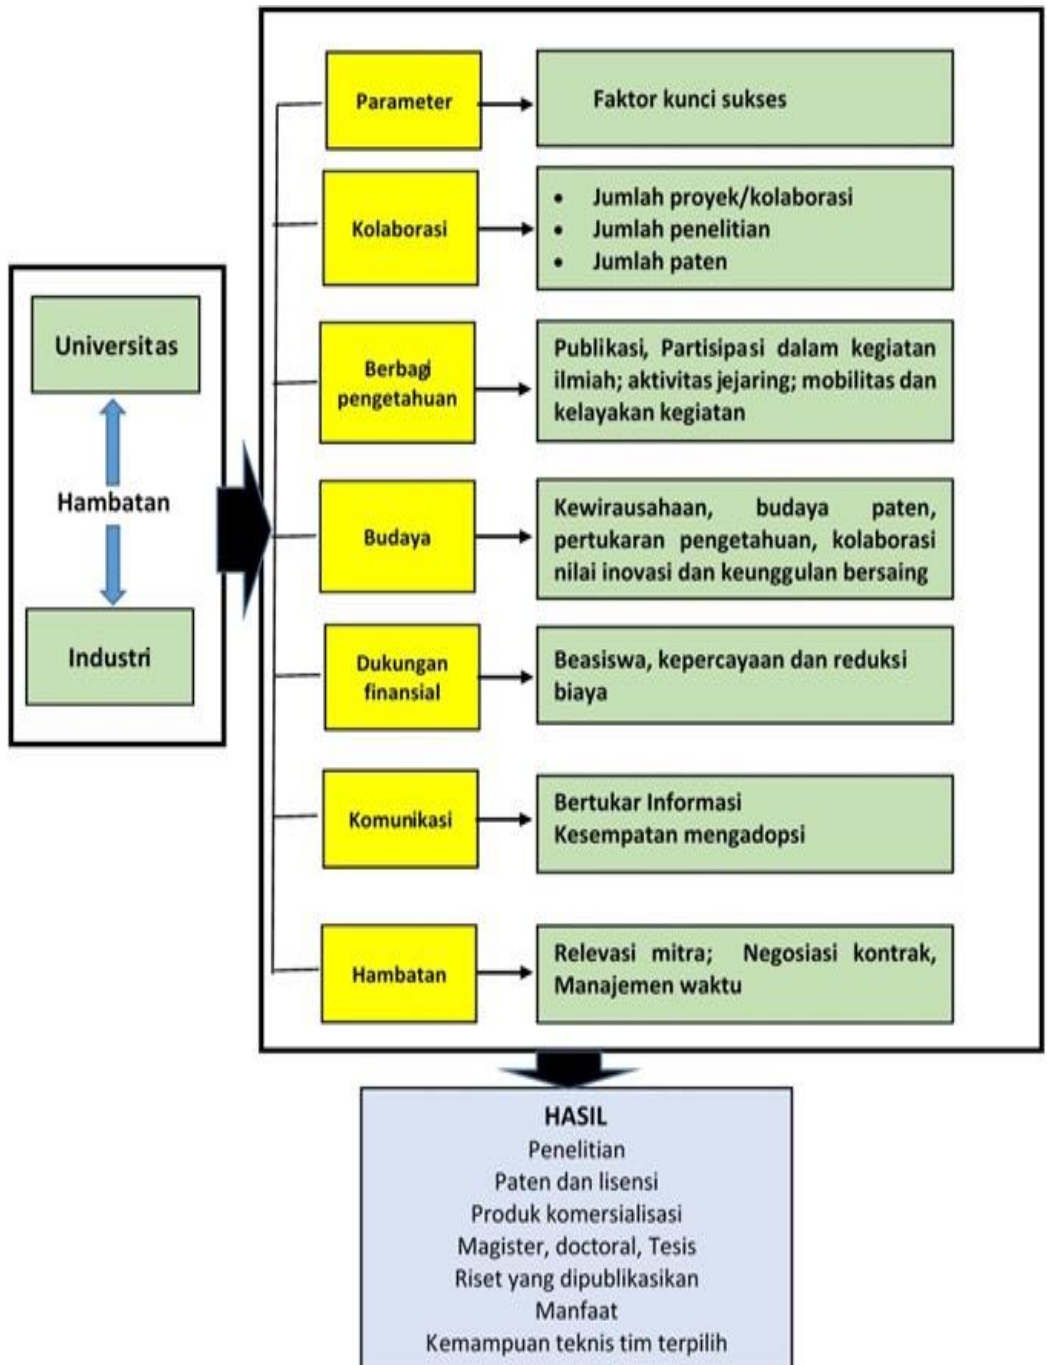 Universitas
Hambatan
Industri
Parameter
Faktor kunci sukses
Kolaborasi
• Jumlah proyek/kolaborasi
• Jumlah penelitian
• Jumlah paten
Berbagi
pengetahuan
Publikasi, Partisipasi dalam kegiatan
ilmiah; aktivitas jejaring; mobilitas dan
kelayakan kegiatan
Budaya
Kewirausahaan, budaya paten,
pertukaran pengetahuan, kolaborasi
nilai inovasi dan keunggulan bersaing
Dukungan
finansial
Beasiswa, kepercayaan dan reduksi
biaya
Komunikasi
Bertukar Informasi
Kesempatan mengadopsi
Hambatan
Relevasi mitra; Negosiasi kontrak,
Manajemen waktu
HASIL
Penelitian
Paten dan lisensi
Produk komersialisasi
Magister, doctoral, Tesis
Riset yang dipublikasikan
Manfaat
Kemampuan teknis tim terpilih